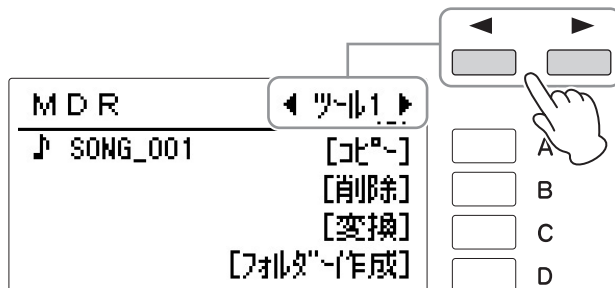 ◀ ▶
MDR ◀ ツール1 ▶
♪ SONG_001 [コピー] A
[削除] B
[変換] C
[フォルダー作成] D